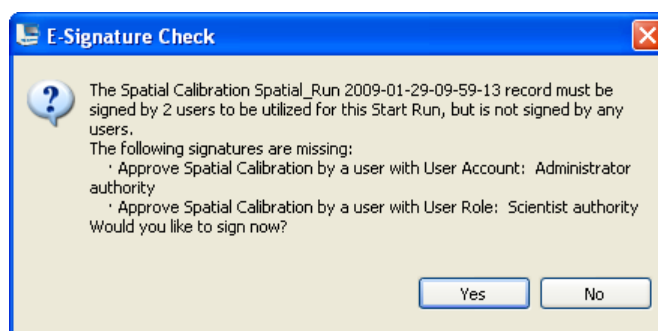 E-Signature Check
The Spatial Calibration Spatial_Run 2009-01-29-09-59-13 record must be
signed by 2 users to be utilized for this Start Run, but is not signed by any
users.
The following signatures are missing:
· Approve Spatial Calibration by a user with User Account: Administrator
authority
· Approve Spatial Calibration by a user with User Role: Scientist authority
Would you like to sign now?
Yes
No